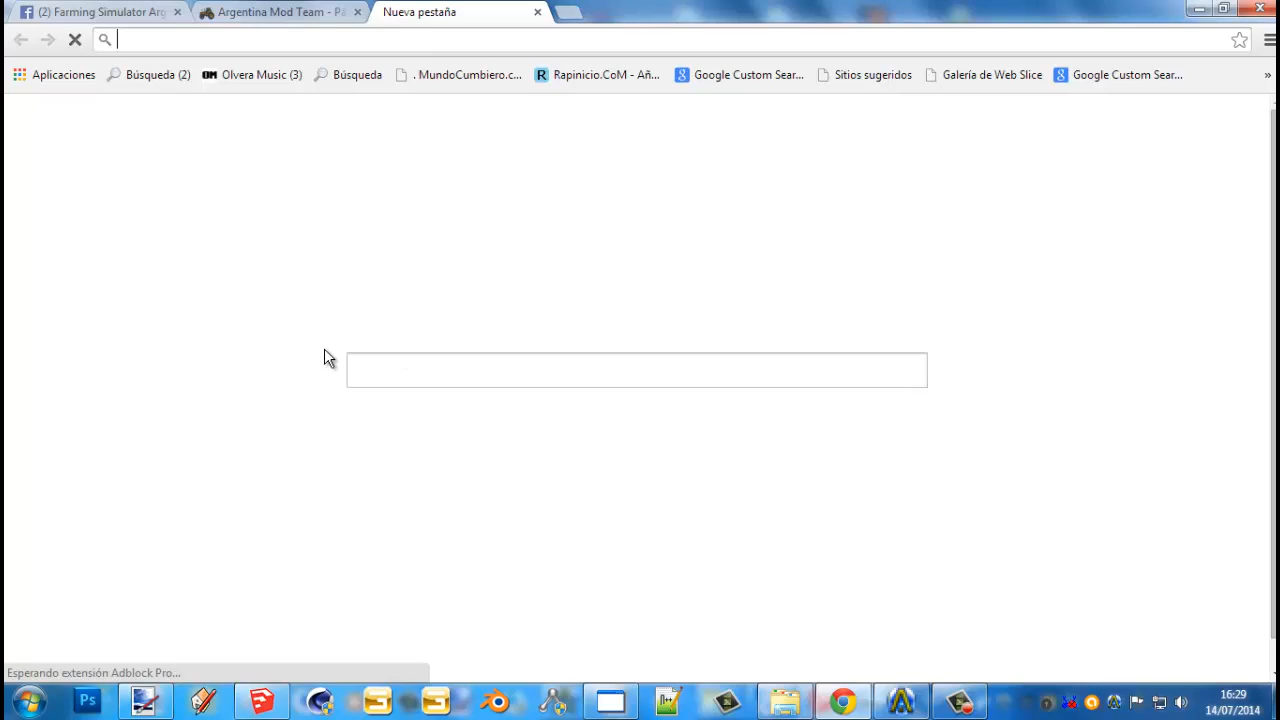 (2) Farming Simulator Arg
Argentina Mod Team - Pá
Nueva pestaña
Aplicaciones
Búsqueda (2)
OM Olvera Music (3)
Búsqueda
. MundoCumbiero.c...
R Rapinicio.CoM - Añ...
Google Custom Sear...
Sitios sugeridos
Galería de Web Slice
Google Custom Sear...
»
Esperando extensión Adblock Pro...
Ps
16:29
14/07/2014